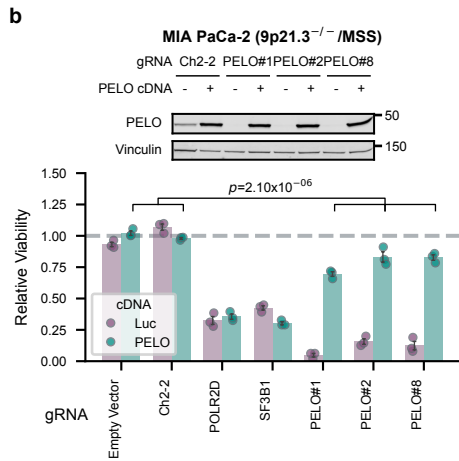 b
MIA PaCa-2 (9p21.3⁻/⁻/MSS)
gRNA Ch2-2 PELO#1 PELO#2 PELO#8
PELO cDNA - + - + - + - +
PELO 50
Vinculin 150
p=2.10x10⁻⁰⁶
Relative Viability
1.50
1.25
1.00
0.75
0.50
0.25
0.00
cDNA
Luc
PELO
gRNA
Empty Vector
Ch2-2
POLR2D
SF3B1
PELO#1
PELO#2
PELO#8